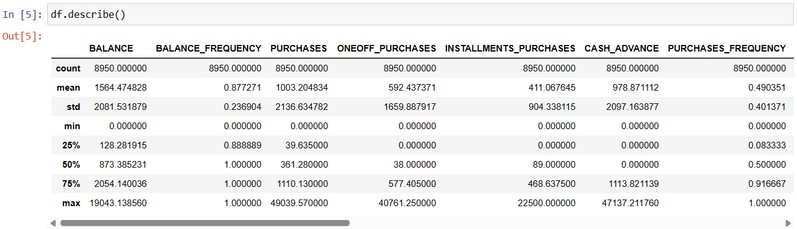 In [5]: df.describe()
Out[5]:
BALANCE BALANCE_FREQUENCY PURCHASES ONEOFF_PURCHASES INSTALLMENTS_PURCHASES CASH_ADVANCE PURCHASES_FREQUENCY
count 8950.000000 8950.000000 8950.000000 8950.000000 8950.000000 8950.000000 8950.000000
mean 1564.474828 0.877271 1003.204834 592.437371 411.067645 978.871112 0.490351
std 2081.531879 0.236904 2136.634782 1659.887917 904.338115 2097.163877 0.401371
min 0.000000 0.000000 0.000000 0.000000 0.000000 0.000000 0.000000
25% 128.281915 0.888889 39.635000 0.000000 0.000000 0.000000 0.083333
50% 873.385231 1.000000 361.280000 38.000000 89.000000 0.000000 0.500000
75% 2054.140036 1.000000 1110.130000 577.405000 468.637500 1113.821139 0.916667
max 19043.138560 1.000000 49039.570000 40761.250000 22500.000000 47137.211760 1.000000